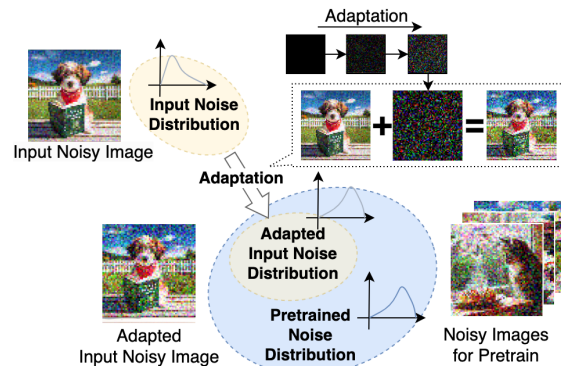 Adaptation
Input Noise
Distribution
Input Noisy Image
+
=
Adaptation
Adapted
Input Noise
Distribution
Pretrained
Noise
Distribution
Adapted
Input Noisy Image
Noisy Images
for Pretrain